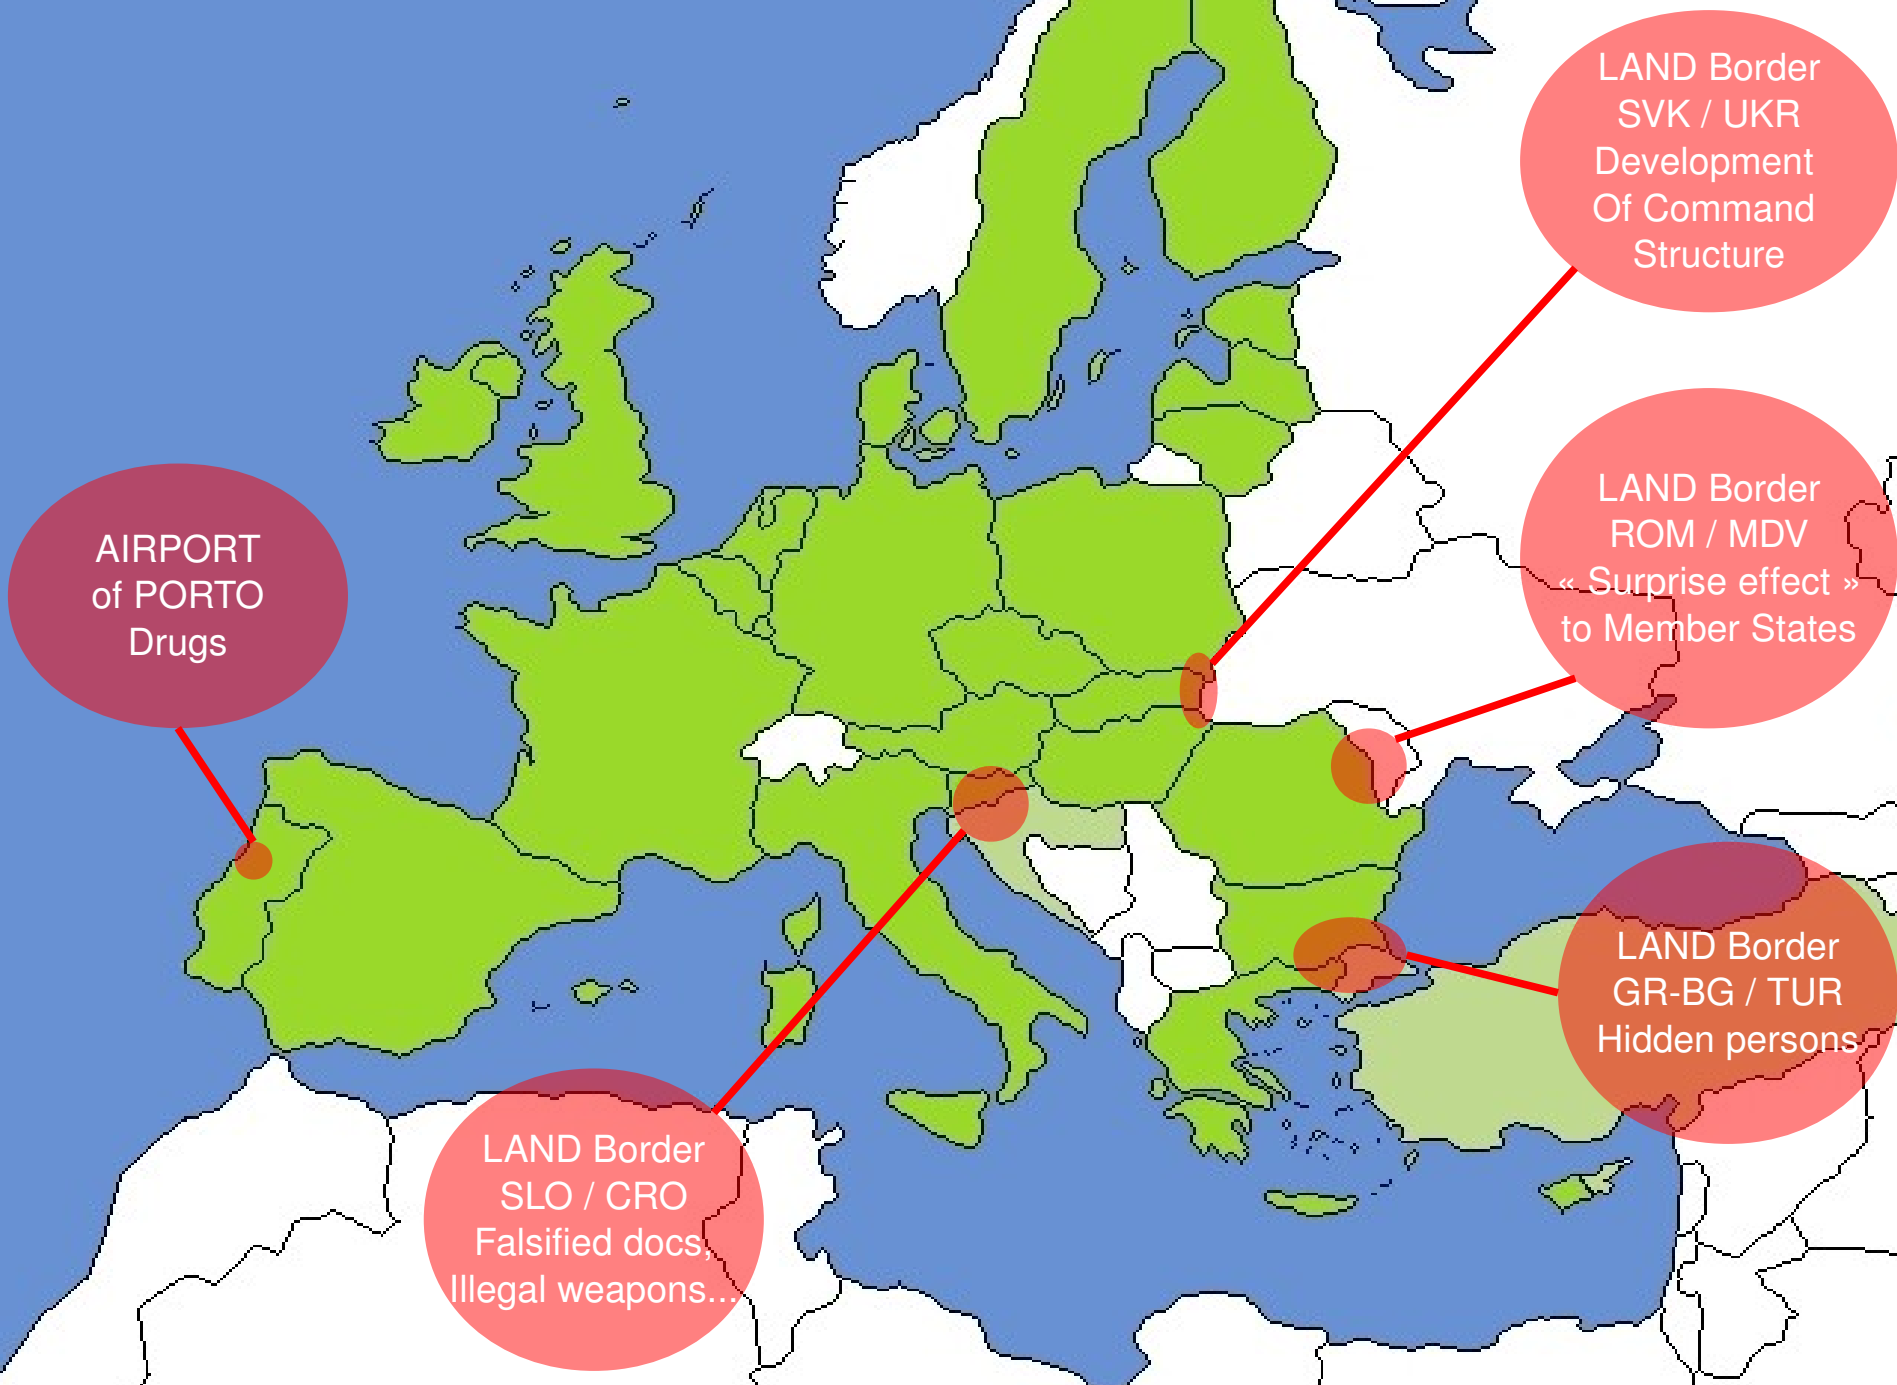 LAND Border
SVK / UKR
Development
Of Command
Structure
LAND Border
ROM / MDV
« Surprise effect »
to Member States
AIRPORT
of PORTO
Drugs
LAND Border
GR-BG / TUR
Hidden persons
LAND Border
SLO / CRO
Falsified docs,
Illegal weapons...